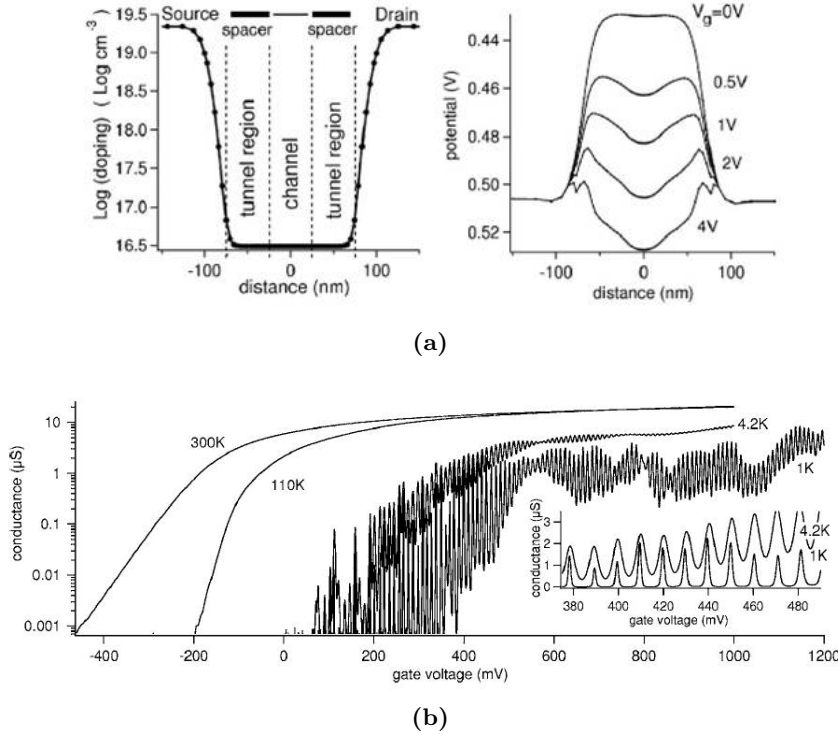 Source
Drain
spacer
spacer
Log (doping) ( Log cm⁻³ )
19.5
19.0
18.5
18.0
17.5
17.0
16.5
tunnel region
channel
tunnel region
-100
0
100
distance (nm)
potential (V)
0.44
0.46
0.48
0.50
0.52
Vg=0V
0.5V
1V
2V
4V
-100
0
100
distance (nm)
(a)
conductance (µS)
10
1
0.1
0.01
0.001
300K
110K
4.2K
1K
conductance (µS)
3
2
1
0
4.2K
1K
380
400
420
440
460
480
gate voltage (mV)
-400
-200
0
200
400
600
800
1000
1200
gate voltage (mV)
(b)